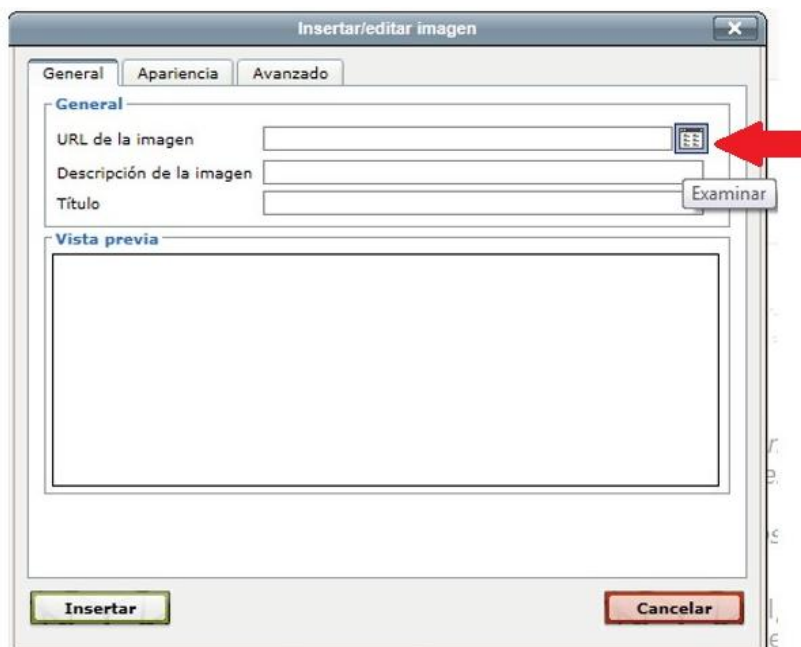 Insertar/editar imagen
General Apariencia Avanzado
General
URL de la imagen
Descripción de la imagen
Examinar
Título
Vista previa
Insertar Cancelar